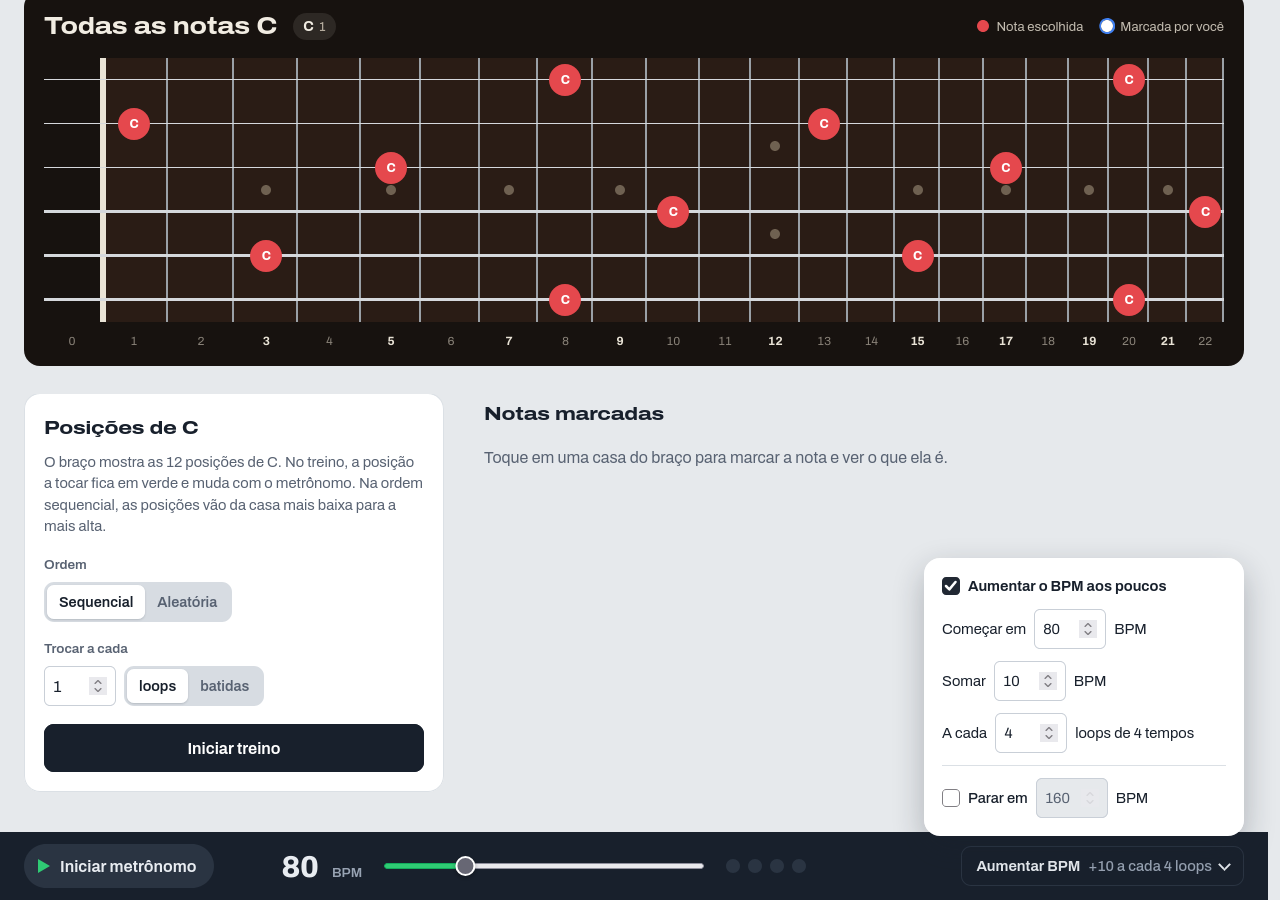 Todas as notas C C 1 Nota escolhida Marcada por você
C C
C C
C C
C C
C C
C C
0 1 2 3 4 5 6 7 8 9 10 11 12 13 14 15 16 17 18 19 20 21 22
Posições de C
O braço mostra as 12 posições de C. No treino, a posição
a tocar fica em verde e muda com o metrônomo. Na ordem
sequencial, as posições vão da casa mais baixa para a
mais alta.
Ordem
Sequencial Aleatória
Trocar a cada
1 loops batidas
Iniciar treino
Notas marcadas
Toque em uma casa do braço para marcar a nota e ver o que ela é.
Aumentar o BPM aos poucos
Começar em 80 BPM
Somar 10 BPM
A cada 4 loops de 4 tempos
Parar em 160 BPM
Iniciar metrônomo 80 BPM Aumentar BPM +10 a cada 4 loops